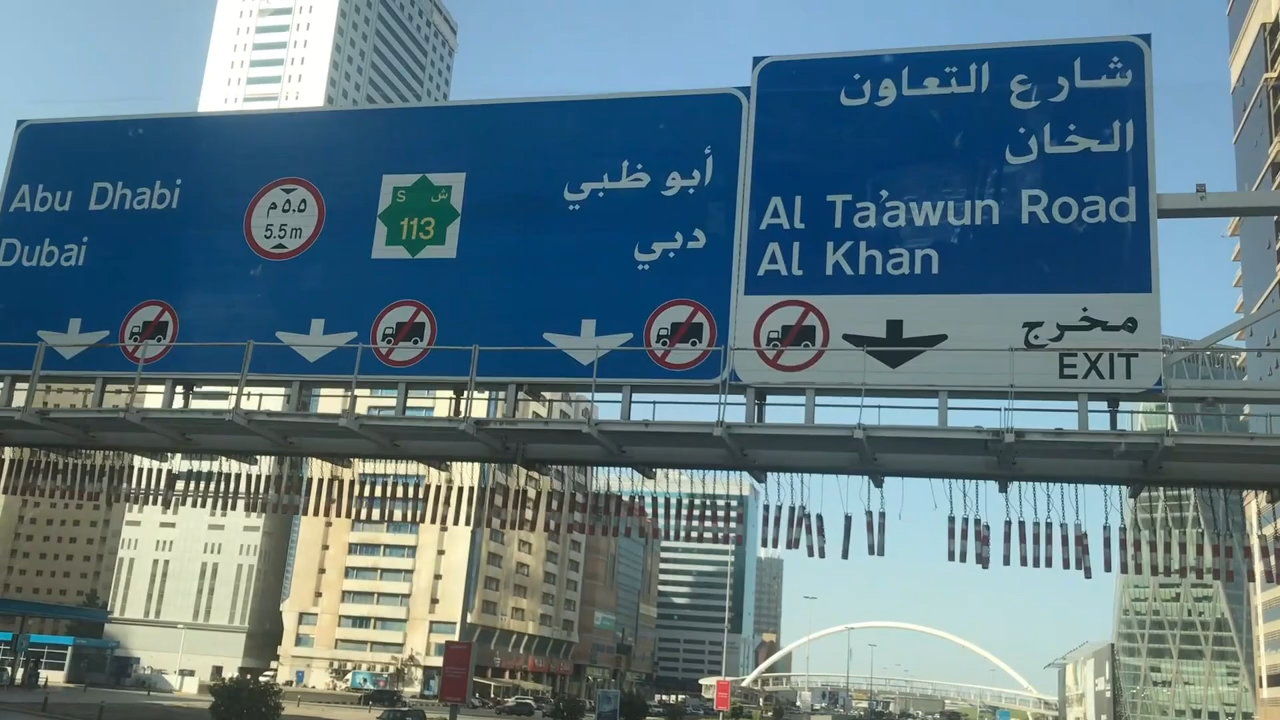 Abu Dhabi
Dubai
٥،٥ م
5.5 m
S ش
113
أبو ظبي
دبي
شارع التعاون
الخان
Al Ta'awun Road
Al Khan
مخرج
EXIT